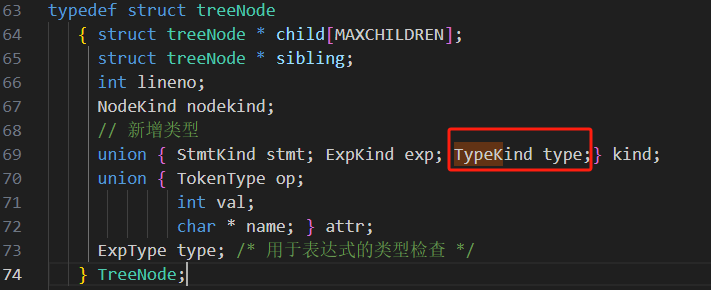 63 typedef struct treeNode
64 { struct treeNode * child[MAXCHILDREN];
65 struct treeNode * sibling;
66 int lineno;
67 NodeKind nodekind;
68 // 新增类型
69 union { StmtKind stmt; ExpKind exp; TypeKind type;} kind;
70 union { TokenType op;
71 int val;
72 char * name; } attr;
73 ExpType type; /* 用于表达式的类型检查 */
74 } TreeNode;